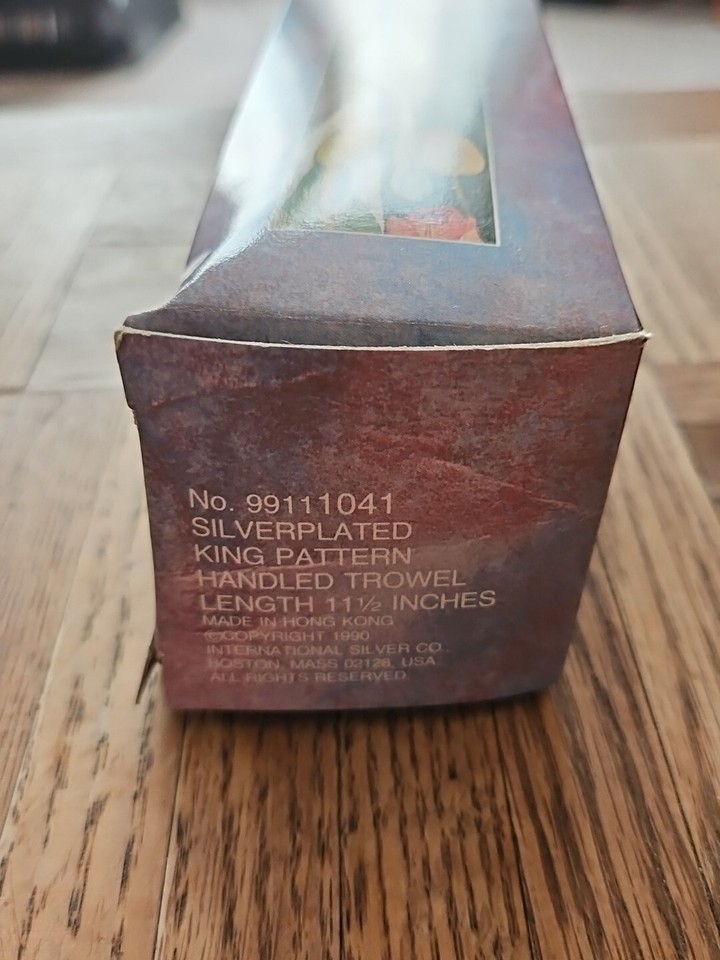 No. 99111041
SILVERPLATED
KING PATTERN
HANDLED TROWEL
LENGTH 11½ INCHES
MADE IN HONG KONG
©COPYRIGHT 1990
INTERNATIONAL SILVER CO.
BOSTON, MASS 02128, USA
ALL RIGHTS RESERVED